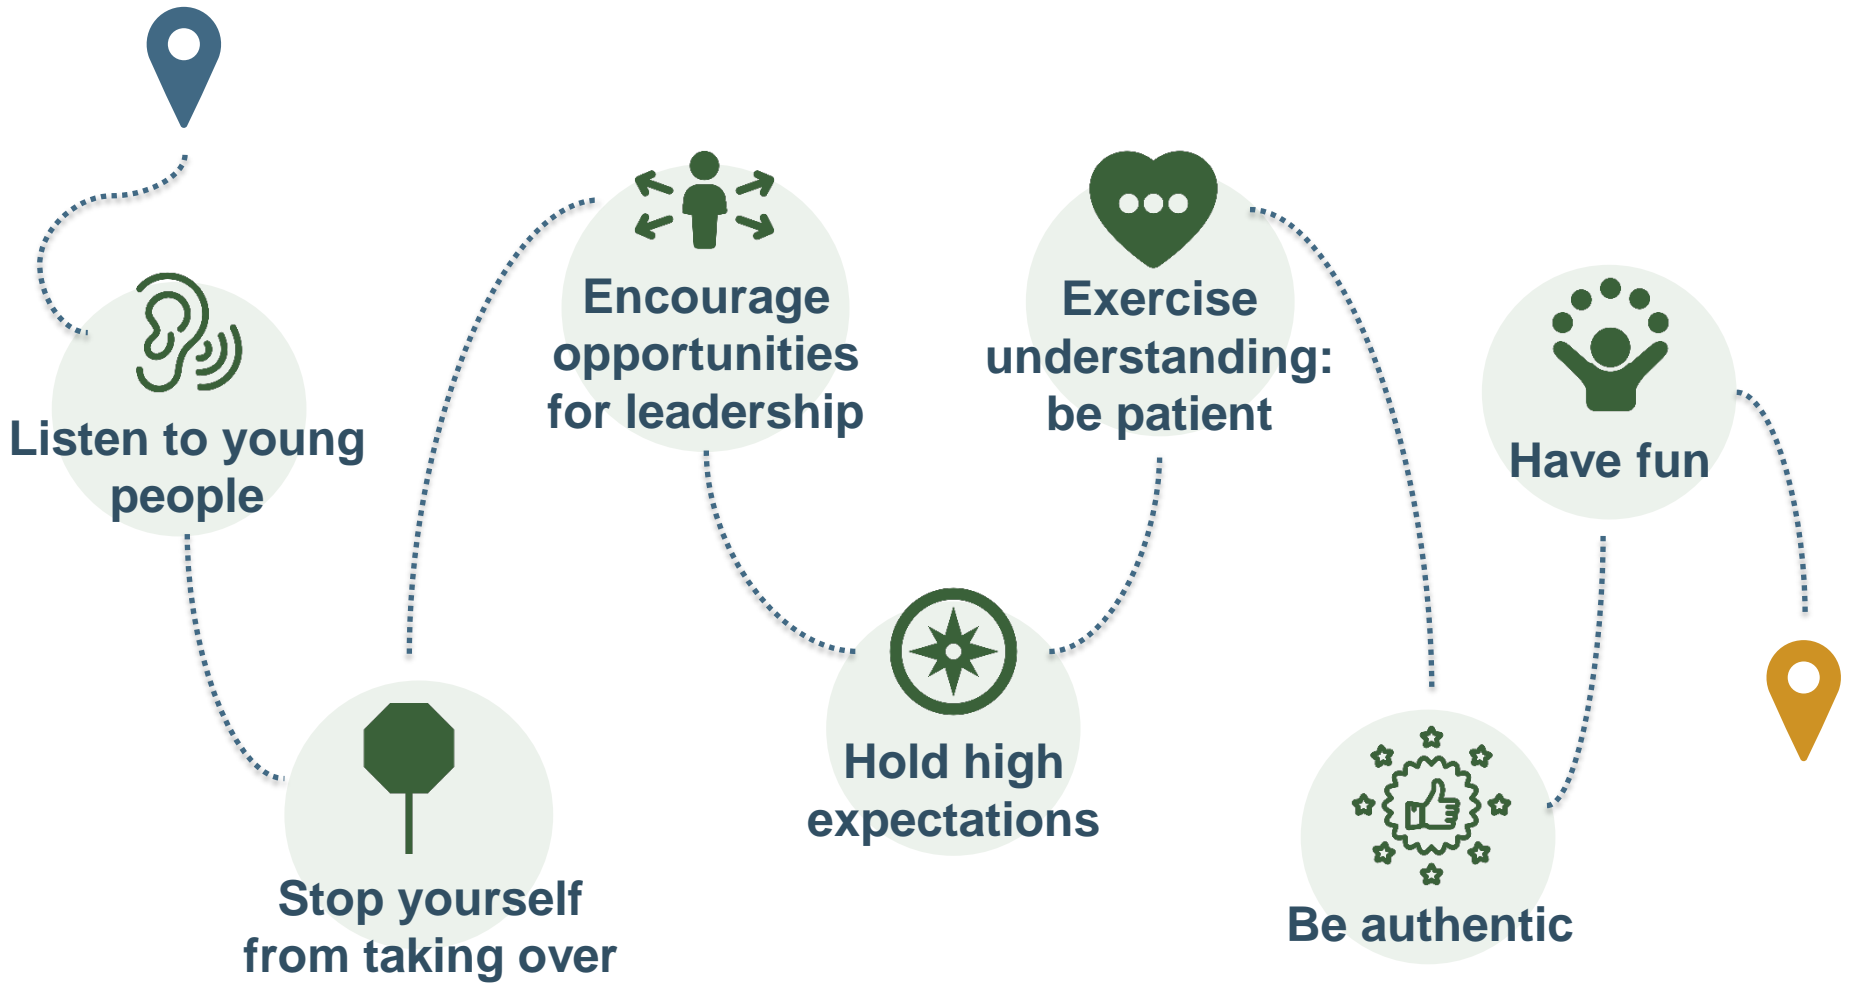 Listen to young
people
Stop yourself
from taking over
Encourage
opportunities
for leadership
Hold high
expectations
Exercise
understanding:
be patient
Be authentic
Have fun